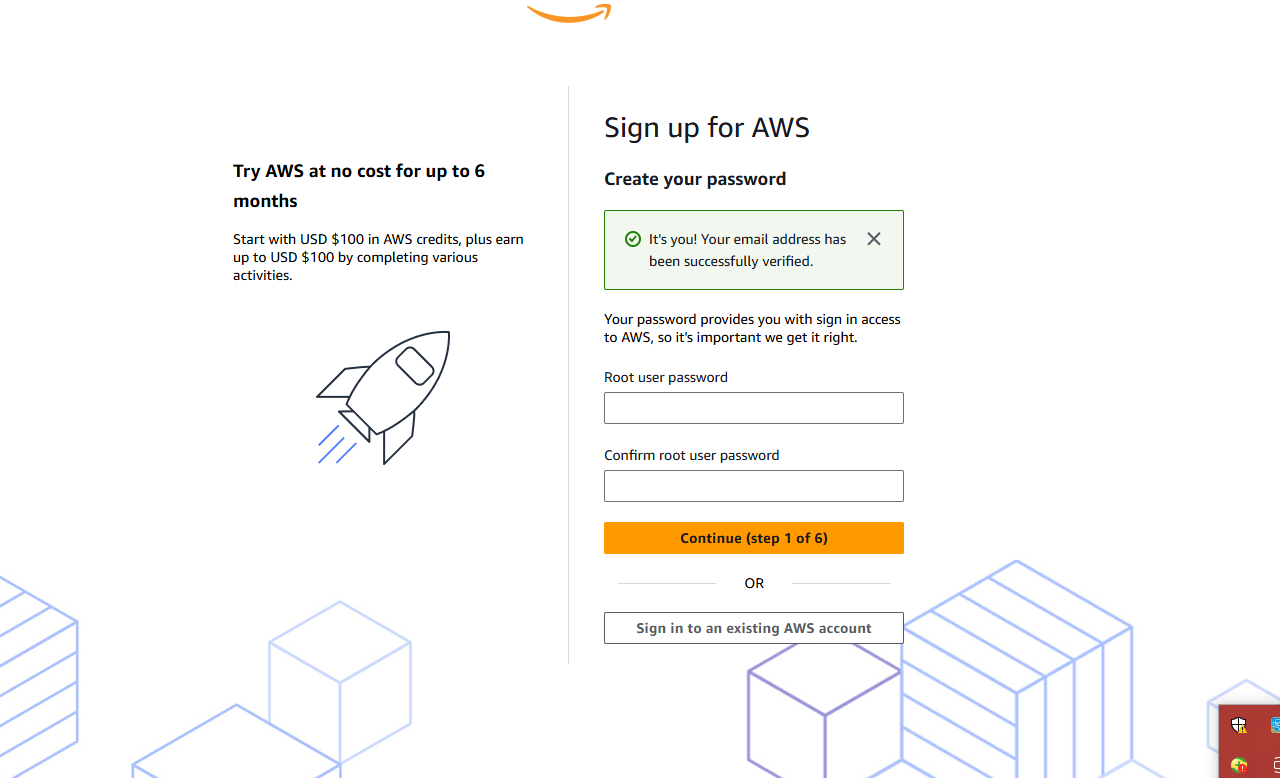 Try AWS at no cost for up to 6
months
Start with USD $100 in AWS credits, plus earn
up to USD $100 by completing various
activities.
Sign up for AWS
Create your password
It's you! Your email address has
been successfully verified.
Your password provides you with sign in access
to AWS, so it's important we get it right.
Root user password
Confirm root user password
Continue (step 1 of 6)
OR
Sign in to an existing AWS account